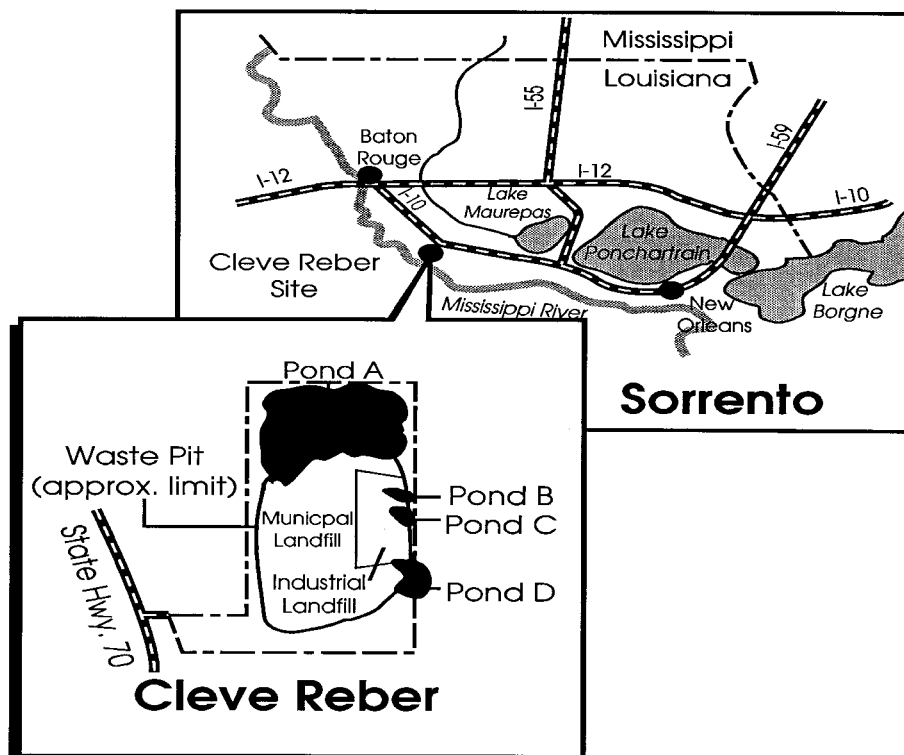 Mississippi
Louisiana
I-55
I-59
Baton
Rouge
I-12
I-12
I-10
I-10
Lake
Maurepas
Lake
Ponchartrain
Cleve Reber
Site
Mississippi River
New
Orleans
Lake
Borgne
Sorrento
Pond A
Waste Pit
(approx. limit)
Pond B
Pond C
Municpal
Landfill
Industrial
Landfill
Pond D
State Hwy. 70
Cleve Reber